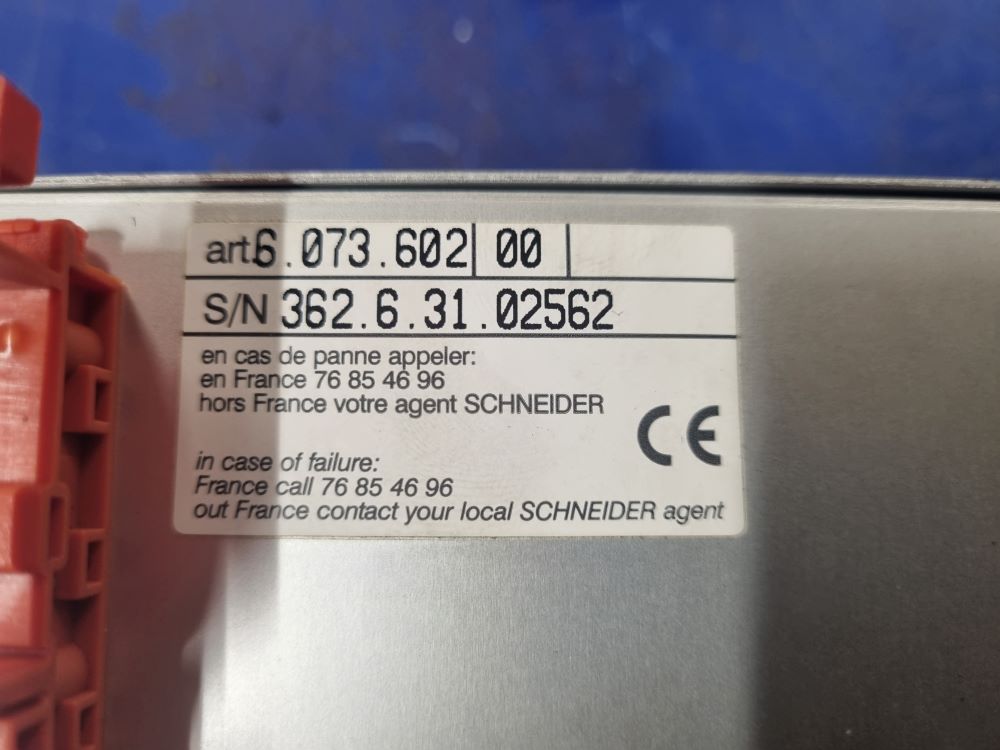 art.6.073.602 00
S/N 362.6.31.02562
en cas de panne appeler:
en France 76 85 46 96
hors France votre agent SCHNEIDER
CE
in case of failure:
France call 76 85 46 96
out France contact your local SCHNEIDER agent